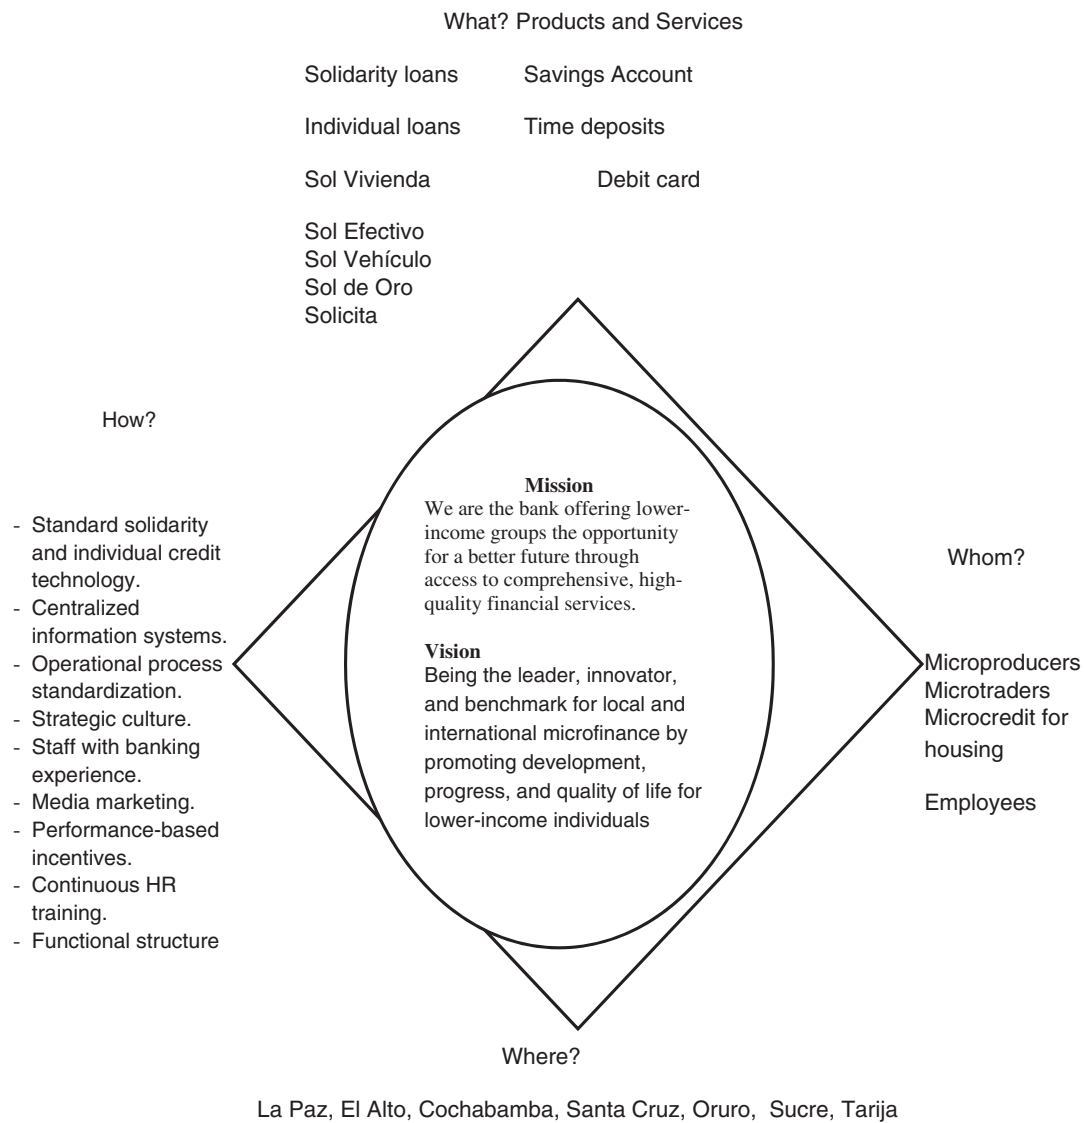 What? Products and Services
Solidarity loans Savings Account
Individual loans Time deposits
Sol Vivienda Debit card
Sol Efectivo
Sol Vehículo
Sol de Oro
Solicita
How?
- Standard solidarity
and individual credit
technology.
- Centralized
information systems.
- Operational process
standardization.
- Strategic culture.
- Staff with banking
experience.
- Media marketing.
- Performance-based
incentives.
- Continuous HR
training.
- Functional structure
Mission
We are the bank offering lower-
income groups the opportunity
for a better future through
access to comprehensive, high-
quality financial services.
Vision
Being the leader, innovator,
and benchmark for local and
international microfinance by
promoting development,
progress, and quality of life for
lower-income individuals
Whom?
Microproducers
Microtraders
Microcredit for
housing
Employees
Where?
La Paz, El Alto, Cochabamba, Santa Cruz, Oruro, Sucre, Tarija